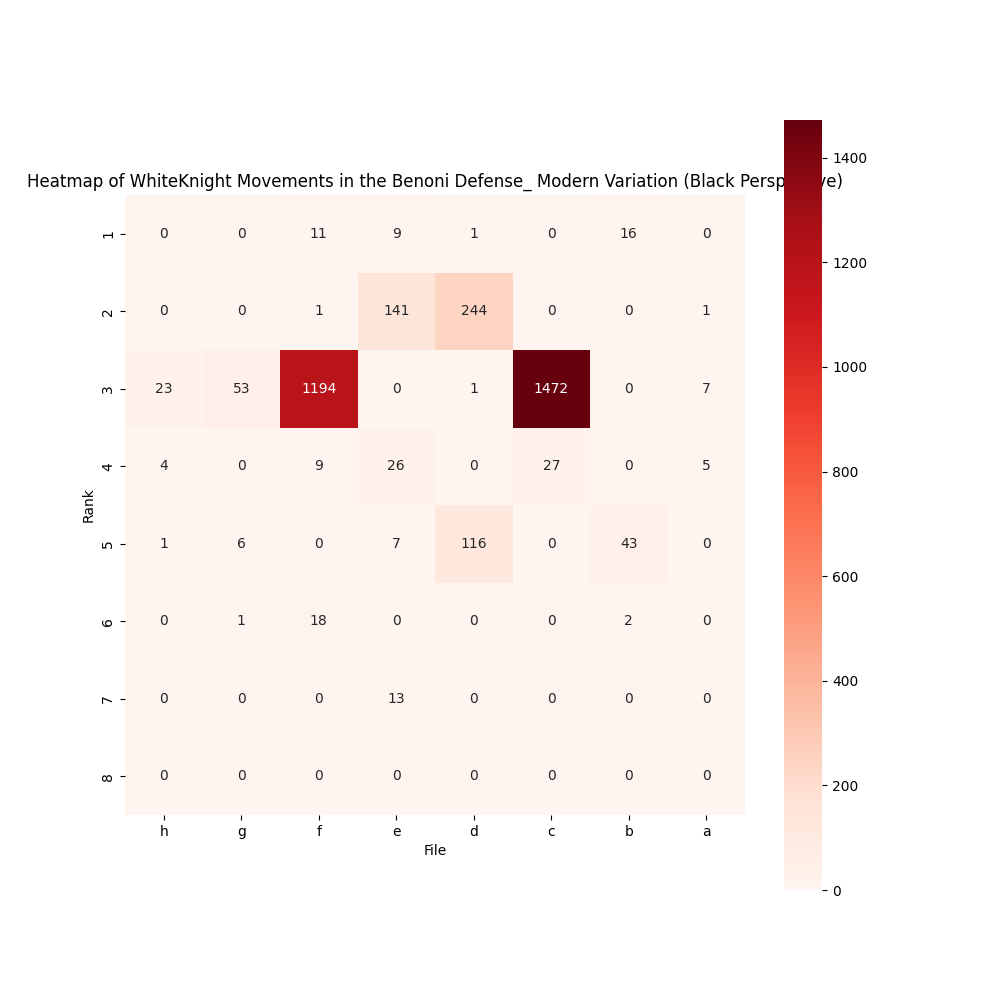 Heatmap of WhiteKnight Movements in the Benoni Defense_ Modern Variation (Black Perspective)
1400
1200
1000
800
600
400
200
0
Rank
1 0 0 11 9 1 0 16 0
2 0 0 1 141 244 0 0 1
3 23 53 1194 0 1 1472 0 7
4 4 0 9 26 0 27 0 5
5 1 6 0 7 116 0 43 0
6 0 1 18 0 0 0 2 0
7 0 0 0 13 0 0 0 0
8 0 0 0 0 0 0 0 0
h g f e d c b a
File